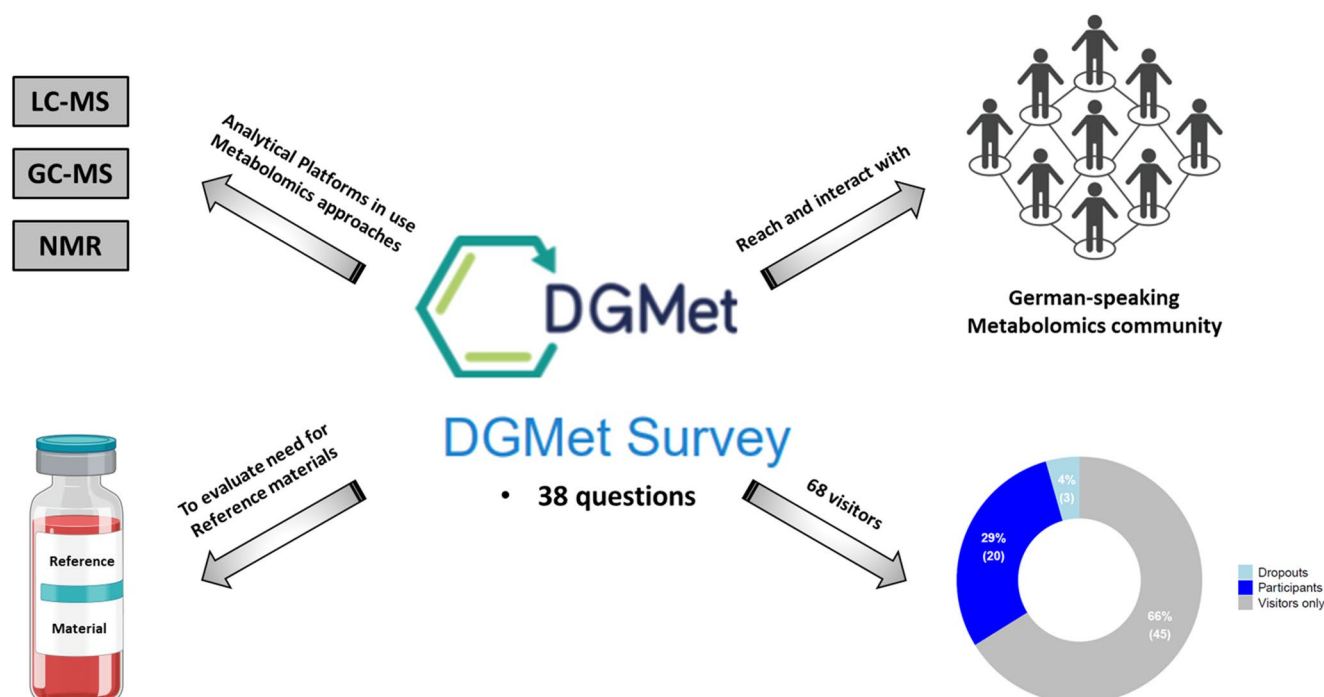 LC-MS
GC-MS
NMR
Analytical Platforms in use
Metabolomics approaches
Reach and interact with
German-speaking
Metabolomics community
DGMet
DGMet Survey
• 38 questions
To evaluate need for
Reference materials
Reference
Material
68 visitors
4%
(3)
29%
(20)
66%
(45)
Dropouts
Participants
Visitors only